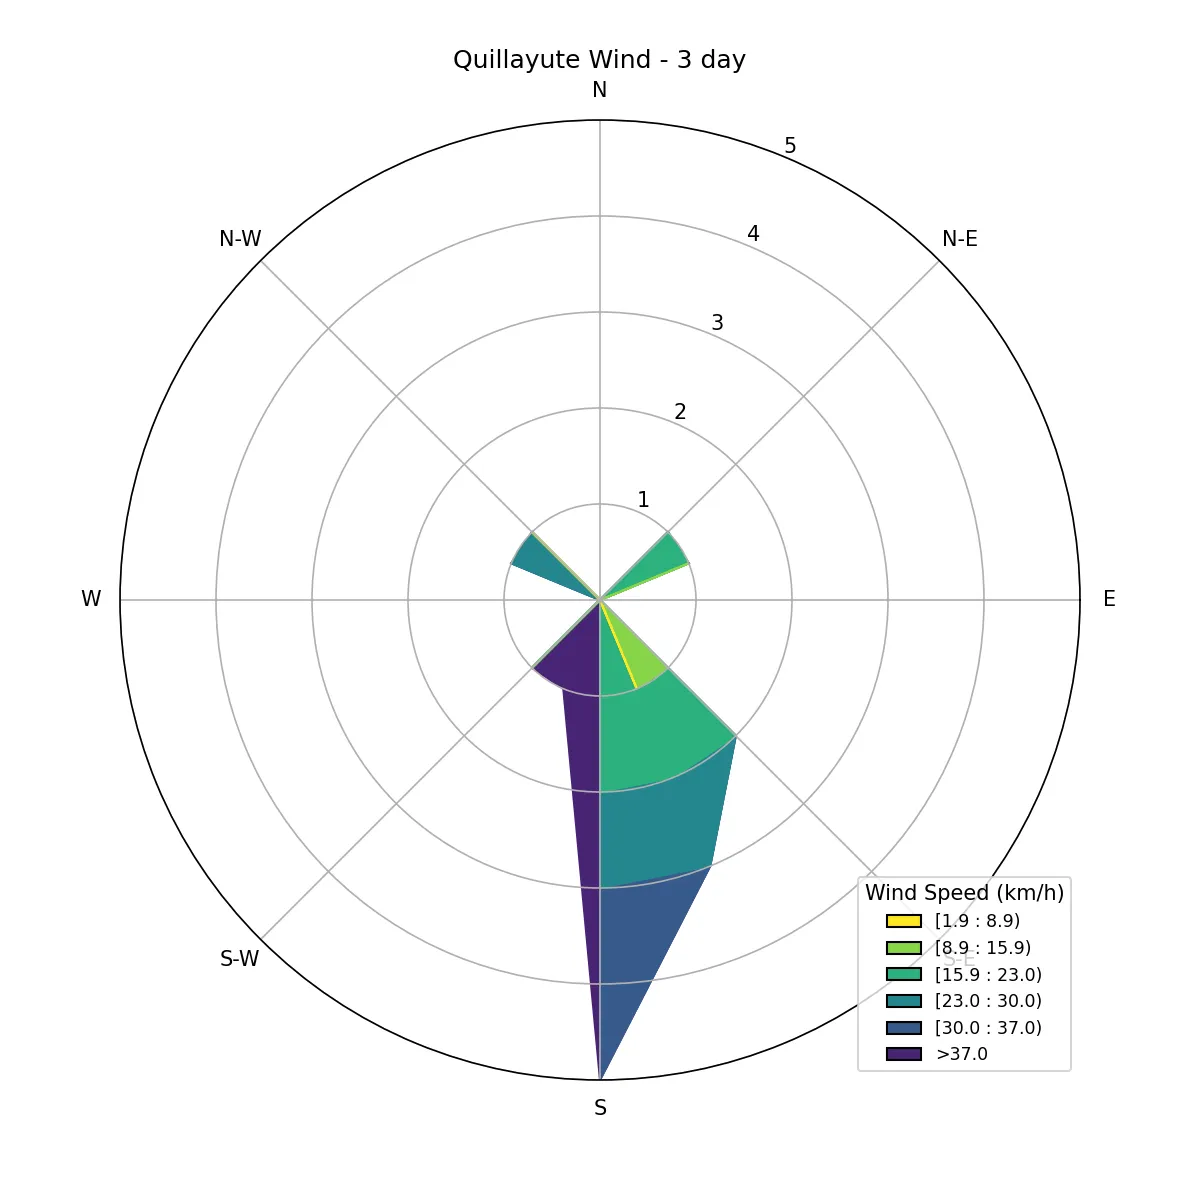 Quillayute Wind - 3 day
N
5
N-W
4
N-E
3
2
1
W
E
S-W
S-E
S
Wind Speed (km/h)
[1.9 : 8.9)
[8.9 : 15.9)
[15.9 : 23.0)
[23.0 : 30.0)
[30.0 : 37.0)
>37.0